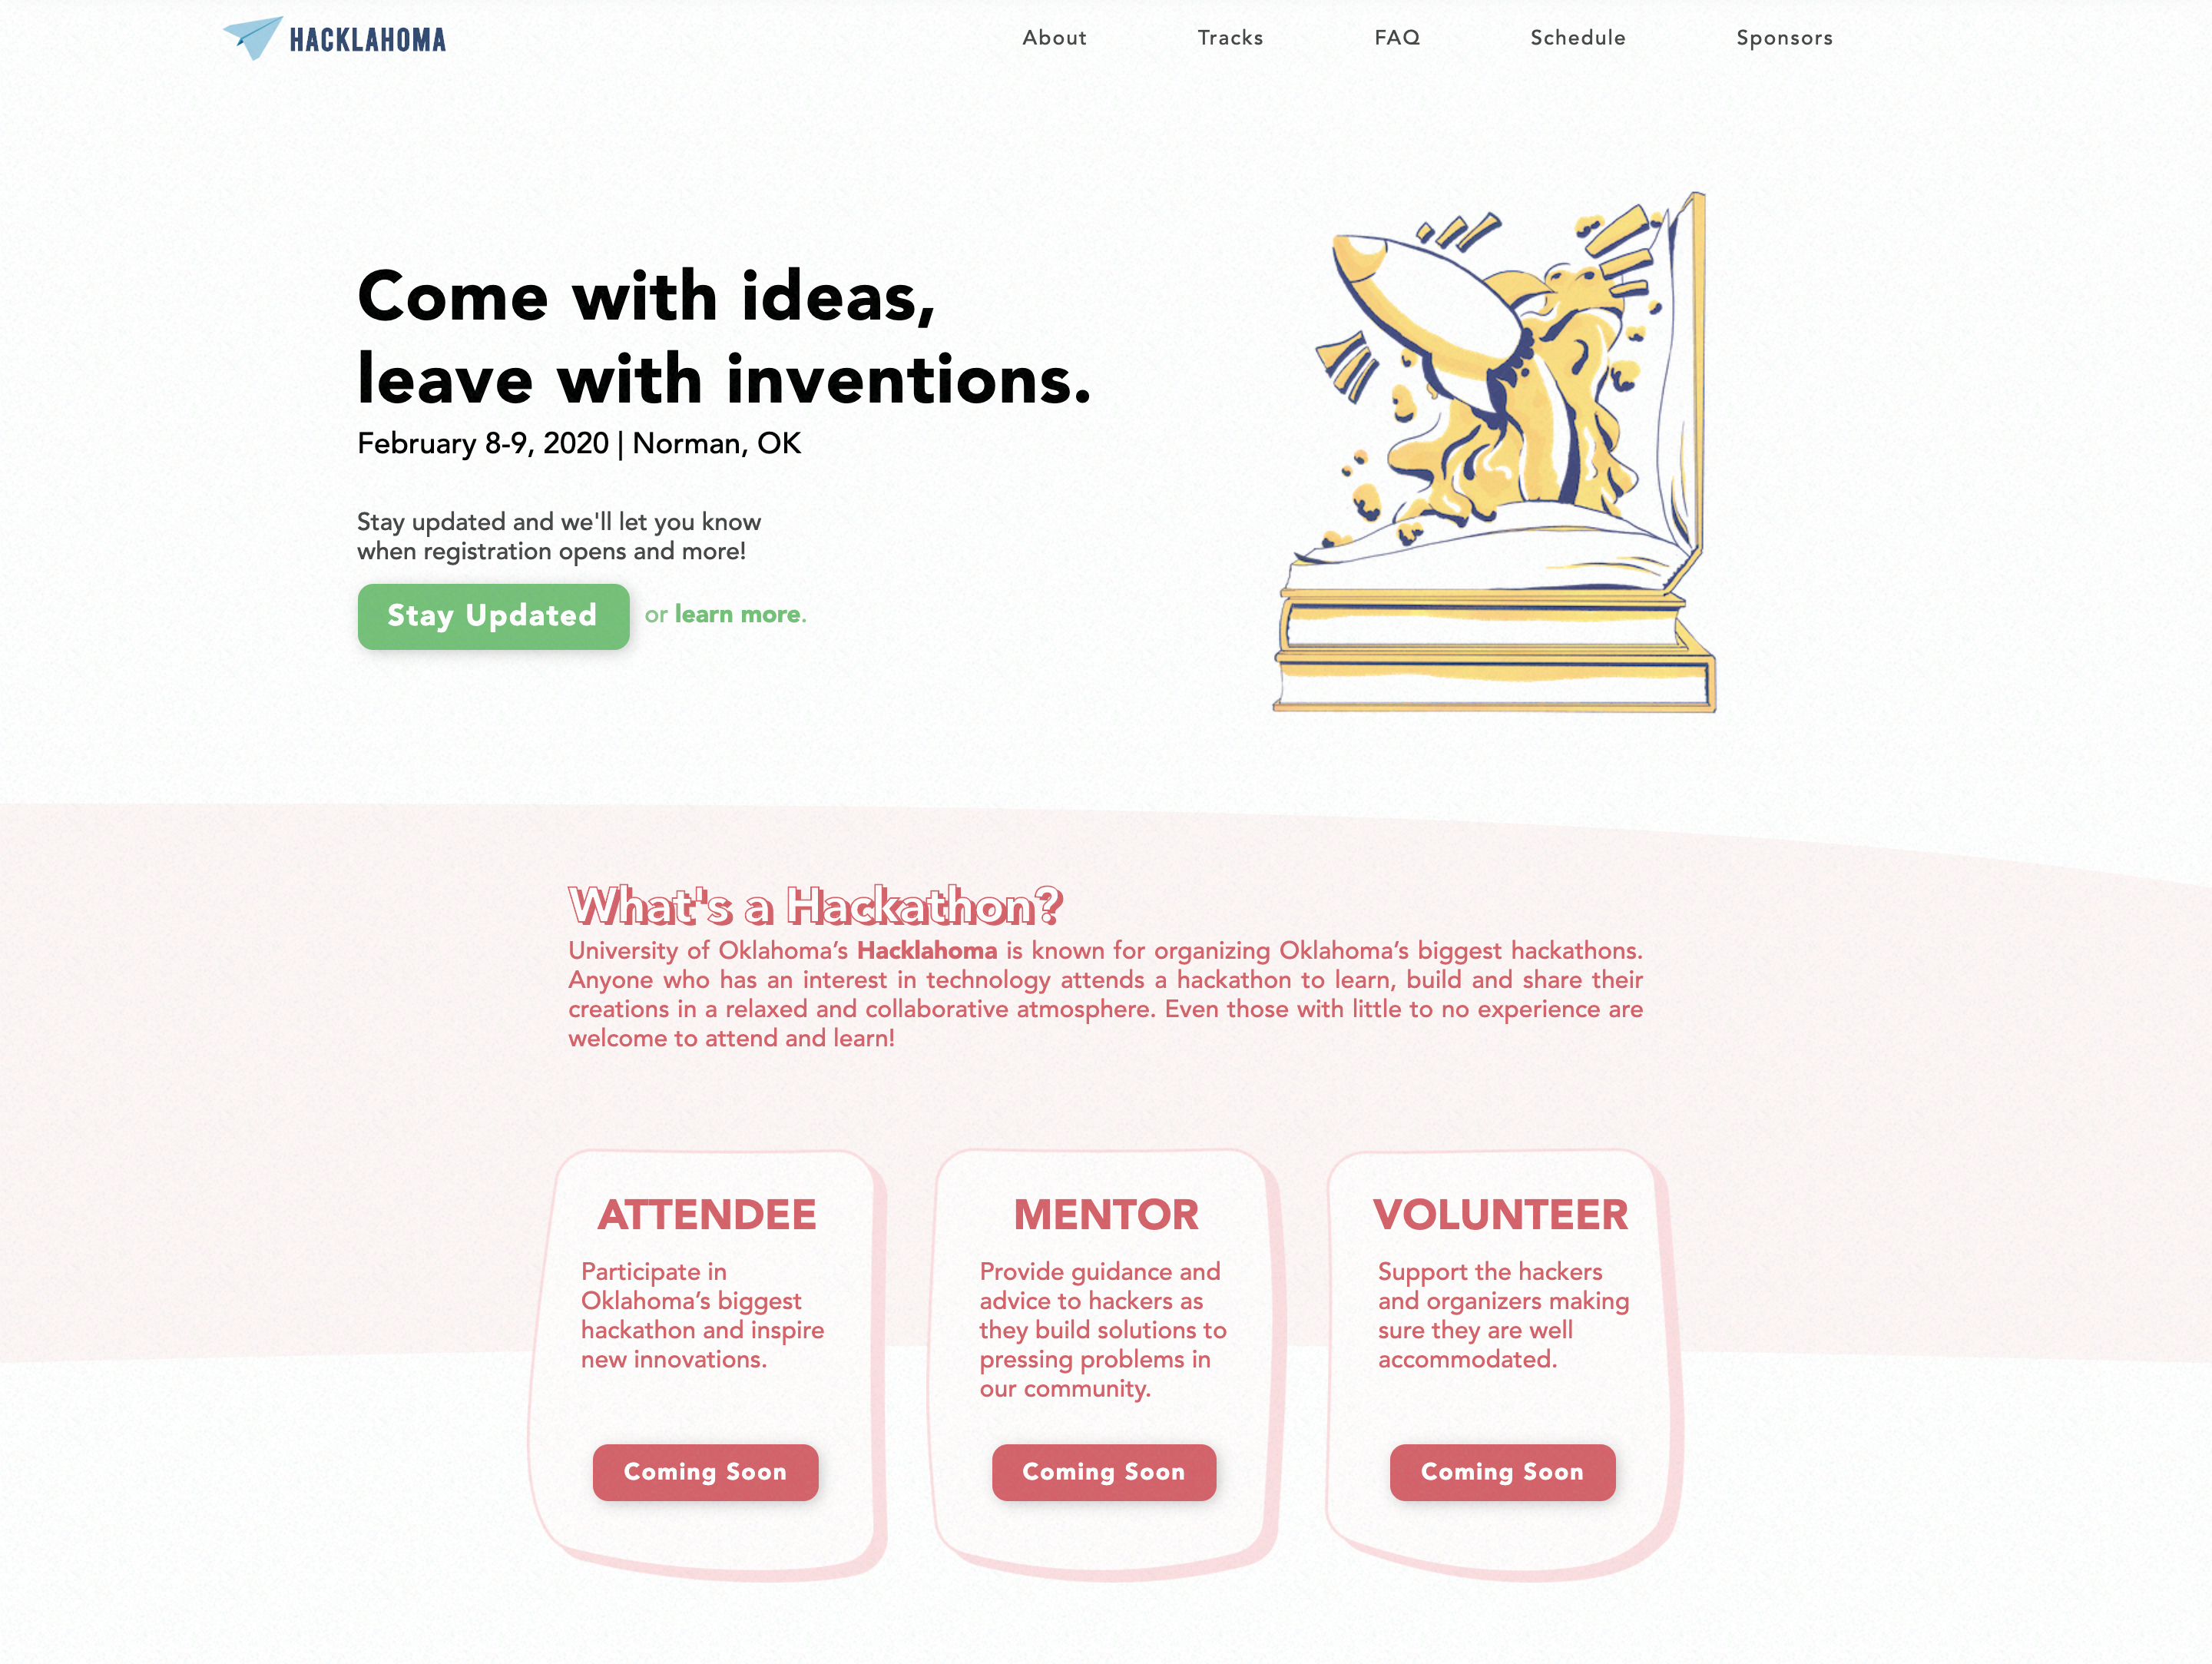 HACKLAHOMA
About
Tracks
FAQ
Schedule
Sponsors
Come with ideas,
leave with inventions.
February 8-9, 2020 | Norman, OK
Stay updated and we'll let you know
when registration opens and more!
Stay Updated
or learn more.
What's a Hackathon?
University of Oklahoma’s Hacklahoma is known for organizing Oklahoma’s biggest hackathons.
Anyone who has an interest in technology attends a hackathon to learn, build and share their
creations in a relaxed and collaborative atmosphere. Even those with little to no experience are
welcome to attend and learn!
ATTENDEE
Participate in
Oklahoma’s biggest
hackathon and inspire
new innovations.
Coming Soon
MENTOR
Provide guidance and
advice to hackers as
they build solutions to
pressing problems in
our community.
Coming Soon
VOLUNTEER
Support the hackers
and organizers making
sure they are well
accommodated.
Coming Soon